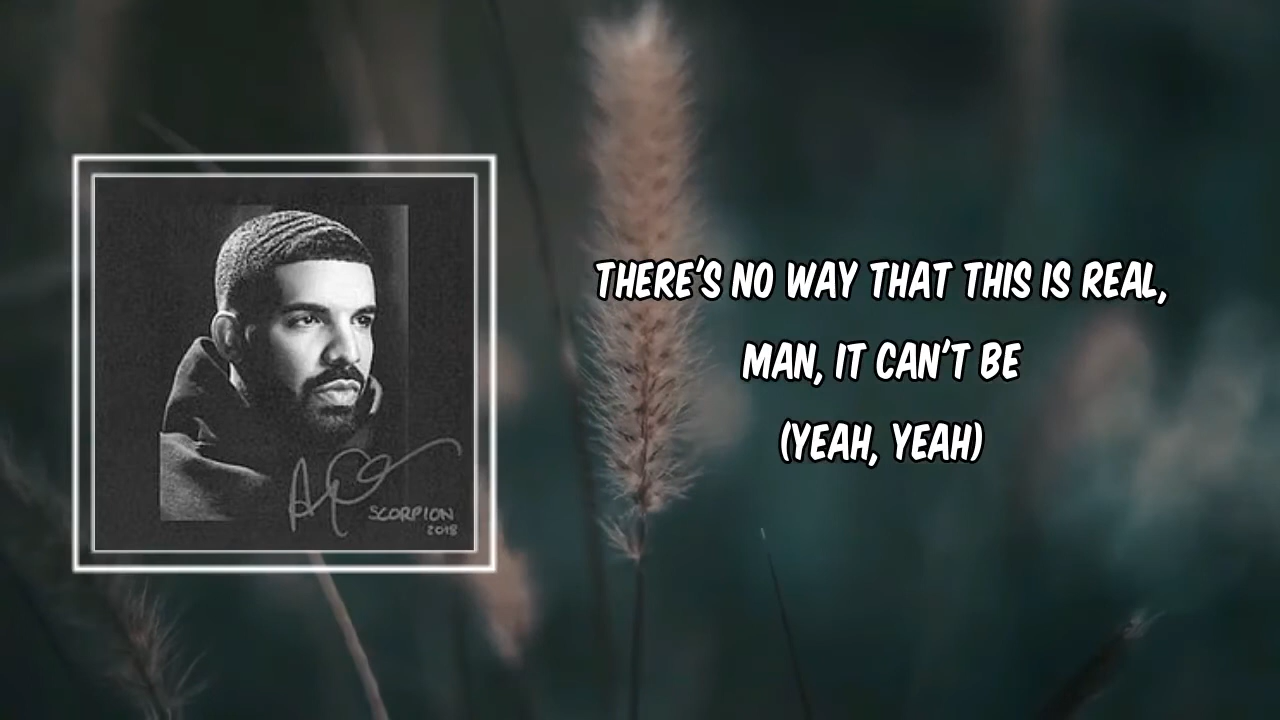 SCORPION
2018
THERE'S NO WAY THAT THIS IS REAL,
MAN, IT CAN'T BE
(YEAH, YEAH)